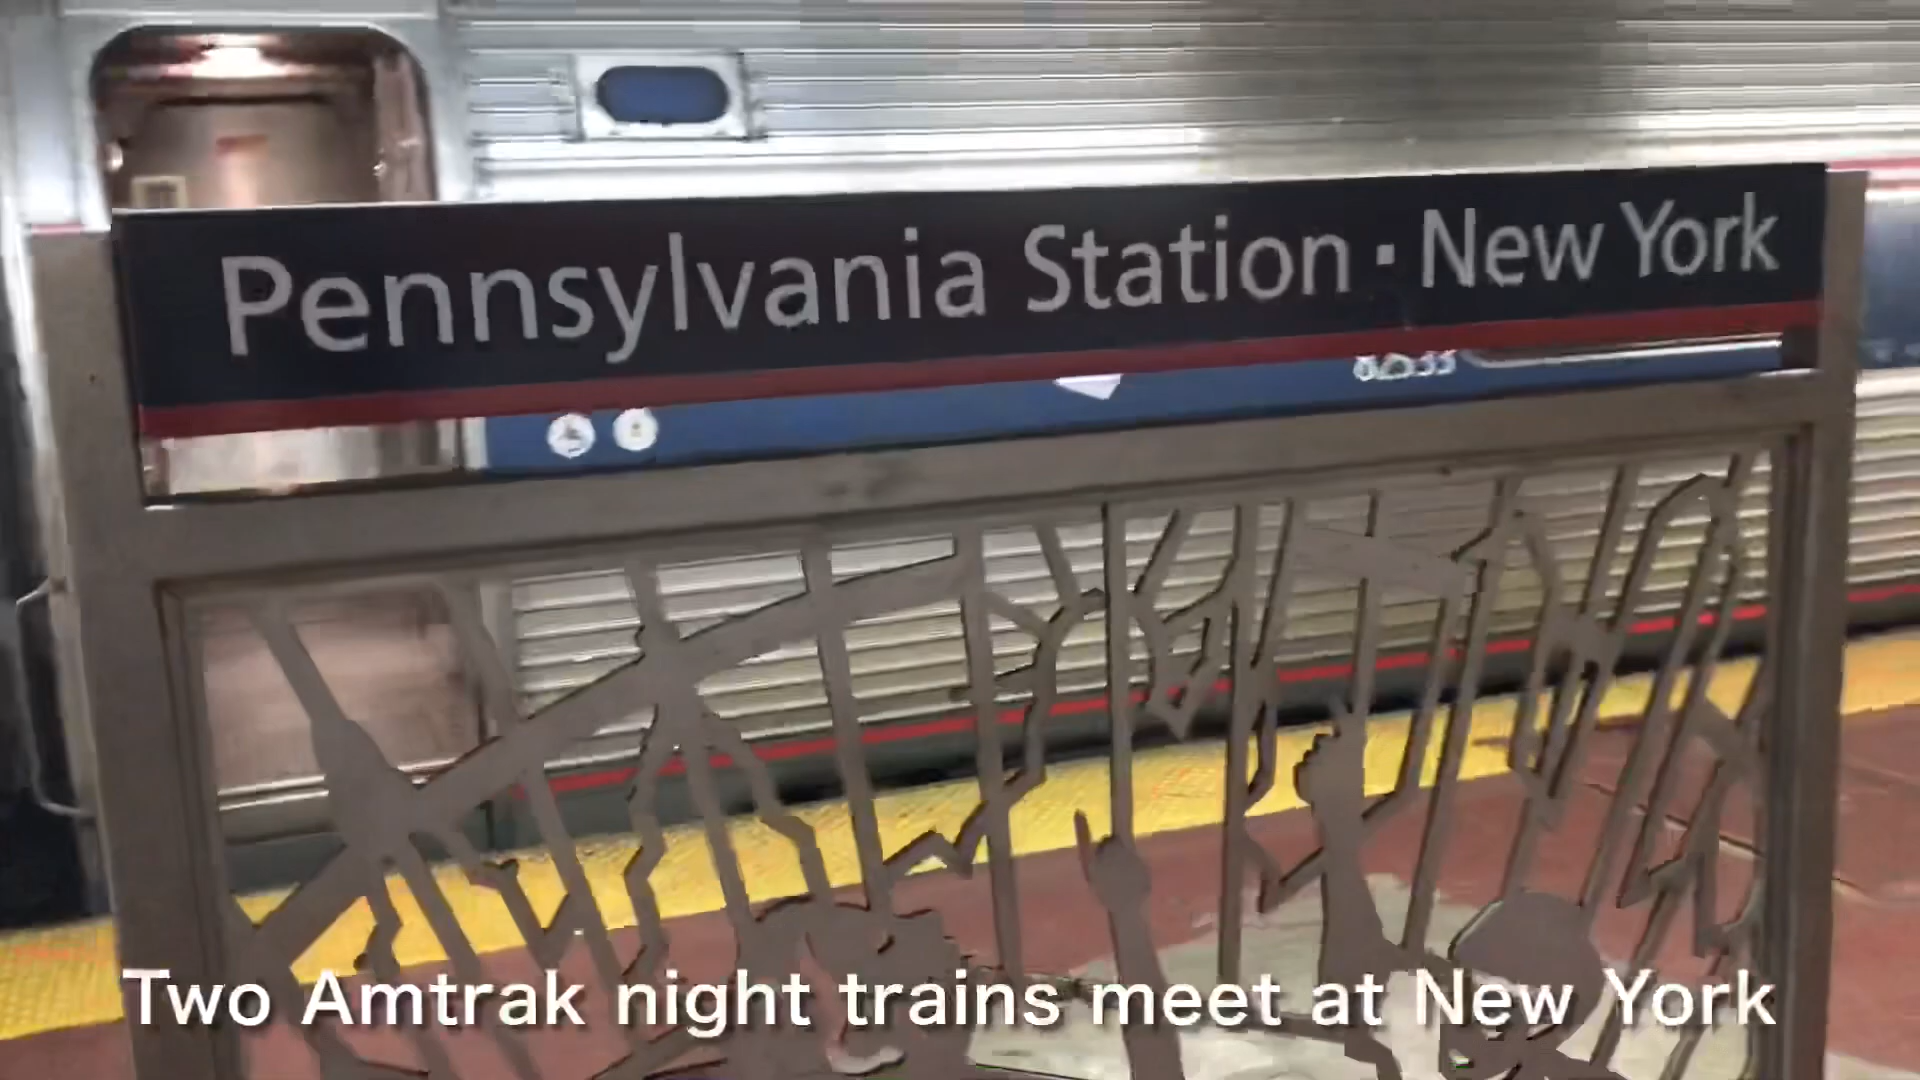 Pennsylvania Station · New York
Two Amtrak night trains meet at New York